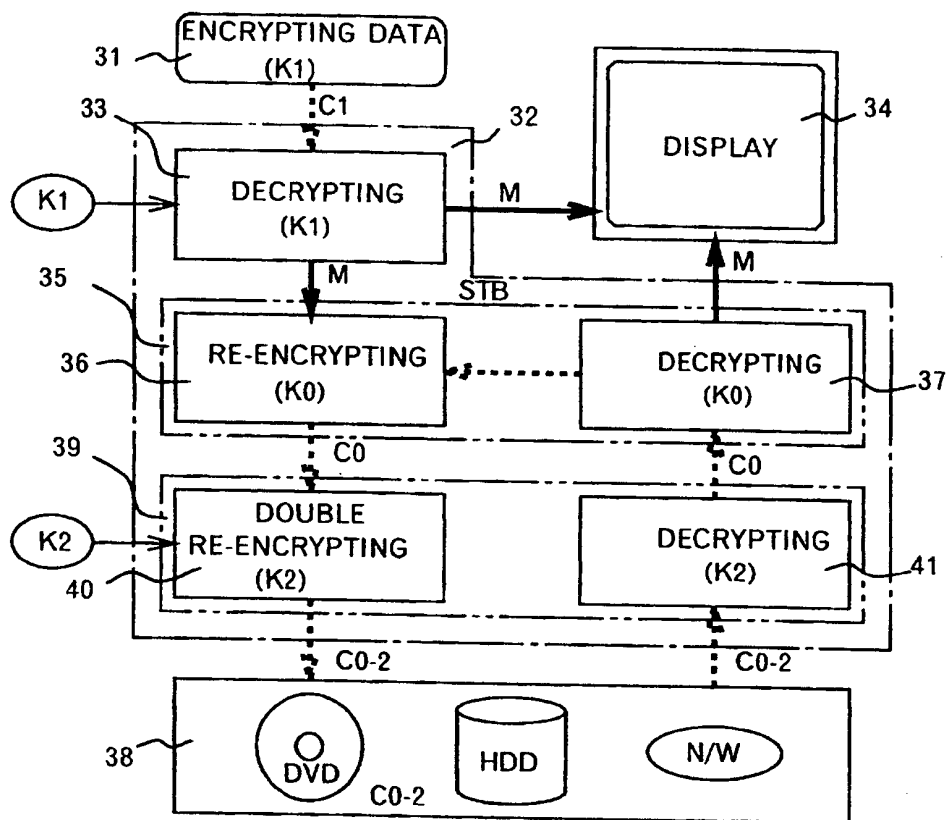 ENCRYPTING DATA
(K1)
31
C1
33
32
34
DISPLAY
K1
DECRYPTING
(K1)
M
M
M
STB
35
36
RE-ENCRYPTING
(K0)
DECRYPTING
(K0)
37
C0
C0
39
K2
DOUBLE
RE-ENCRYPTING
(K2)
40
DECRYPTING
(K2)
41
C0-2
C0-2
38
DVD
HDD
N/W
C0-2